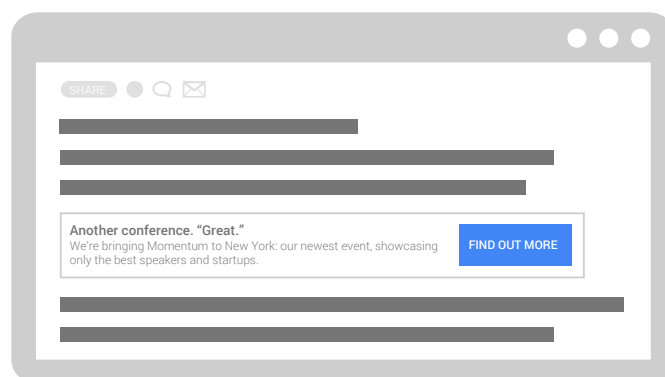 SHARE
Another conference. “Great.”
We're bringing Momentum to New York: our newest event, showcasing
only the best speakers and startups.
FIND OUT MORE